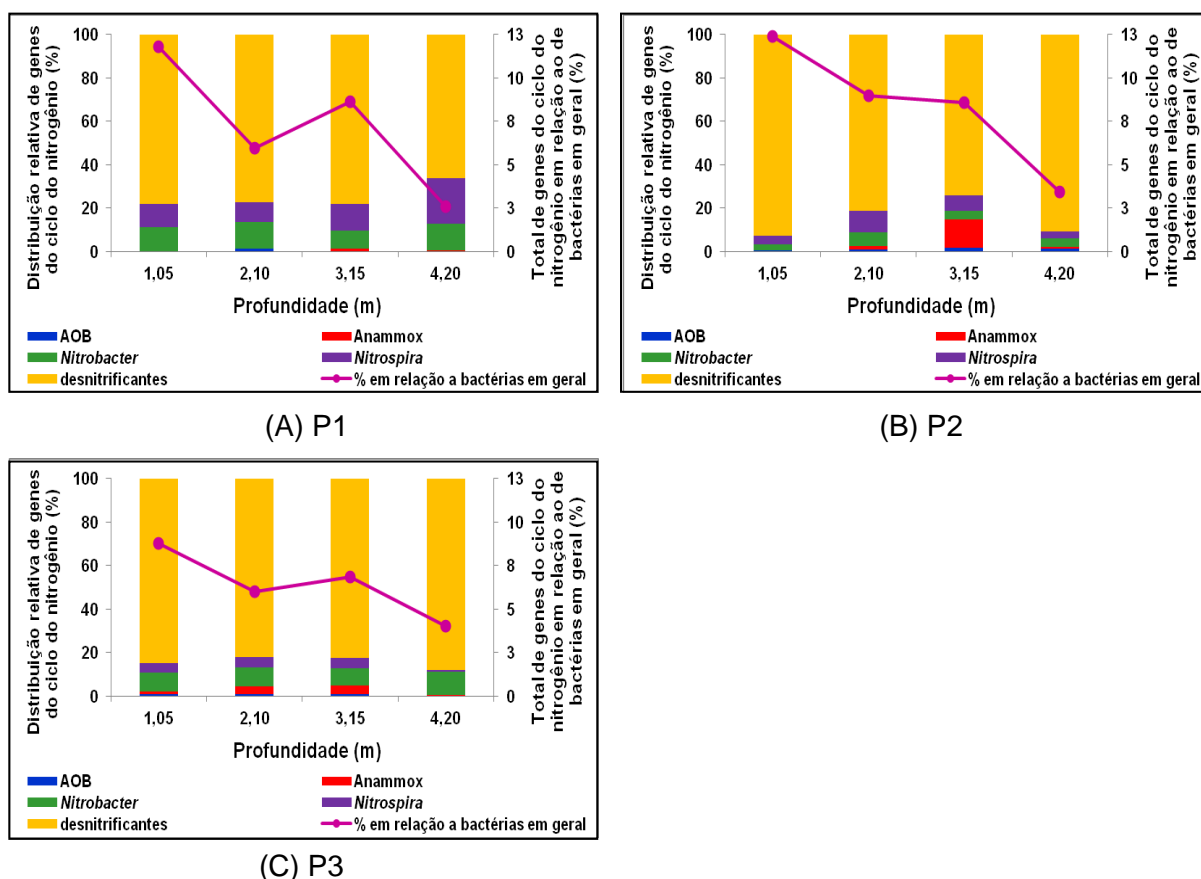 Distribuição relativa de genes
do ciclo do nitrogênio (%)
100
80
60
40
20
0
13
10
8
5
3
0
Total de genes do ciclo do
nitrogênio em relação ao de
bactérias em geral (%)
1,05 2,10 3,15 4,20
Profundidade (m)
AOB Anammox
Nitrobacter Nitrospira
desnitrificantes % em relação a bactérias em geral
(A) P1
Distribuição relativa de genes
do ciclo do nitrogênio (%)
100
80
60
40
20
0
13
10
8
5
3
0
Total de genes do ciclo do
nitrogênio em relação ao de
bactérias em geral (%)
1,05 2,10 3,15 4,20
Profundidade (m)
AOB Anammox
Nitrobacter Nitrospira
desnitrificantes % em relação a bactérias em geral
(B) P2
Distribuição relativa de genes
do ciclo do nitrogênio (%)
100
80
60
40
20
0
13
10
8
5
3
0
Total de genes do ciclo do
nitrogênio em relação ao de
bactérias em geral (%)
1,05 2,10 3,15 4,20
Profundidade (m)
AOB Anammox
Nitrobacter Nitrospira
desnitrificantes % em relação a bactérias em geral
(C) P3